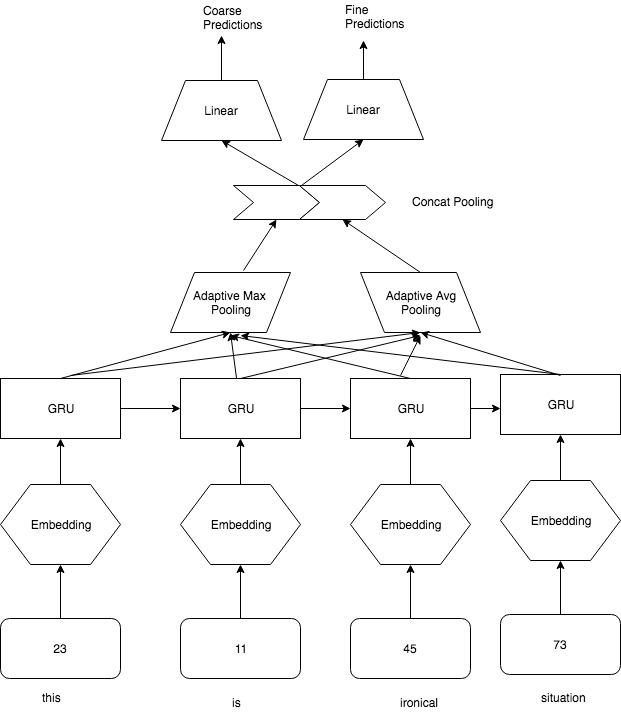 Coarse
Predictions
Fine
Predictions
Linear
Linear
Concat Pooling
Adaptive Max
Pooling
Adaptive Avg
Pooling
GRU
GRU
GRU
GRU
Embedding
Embedding
Embedding
Embedding
23
11
45
73
this
is
ironical
situation